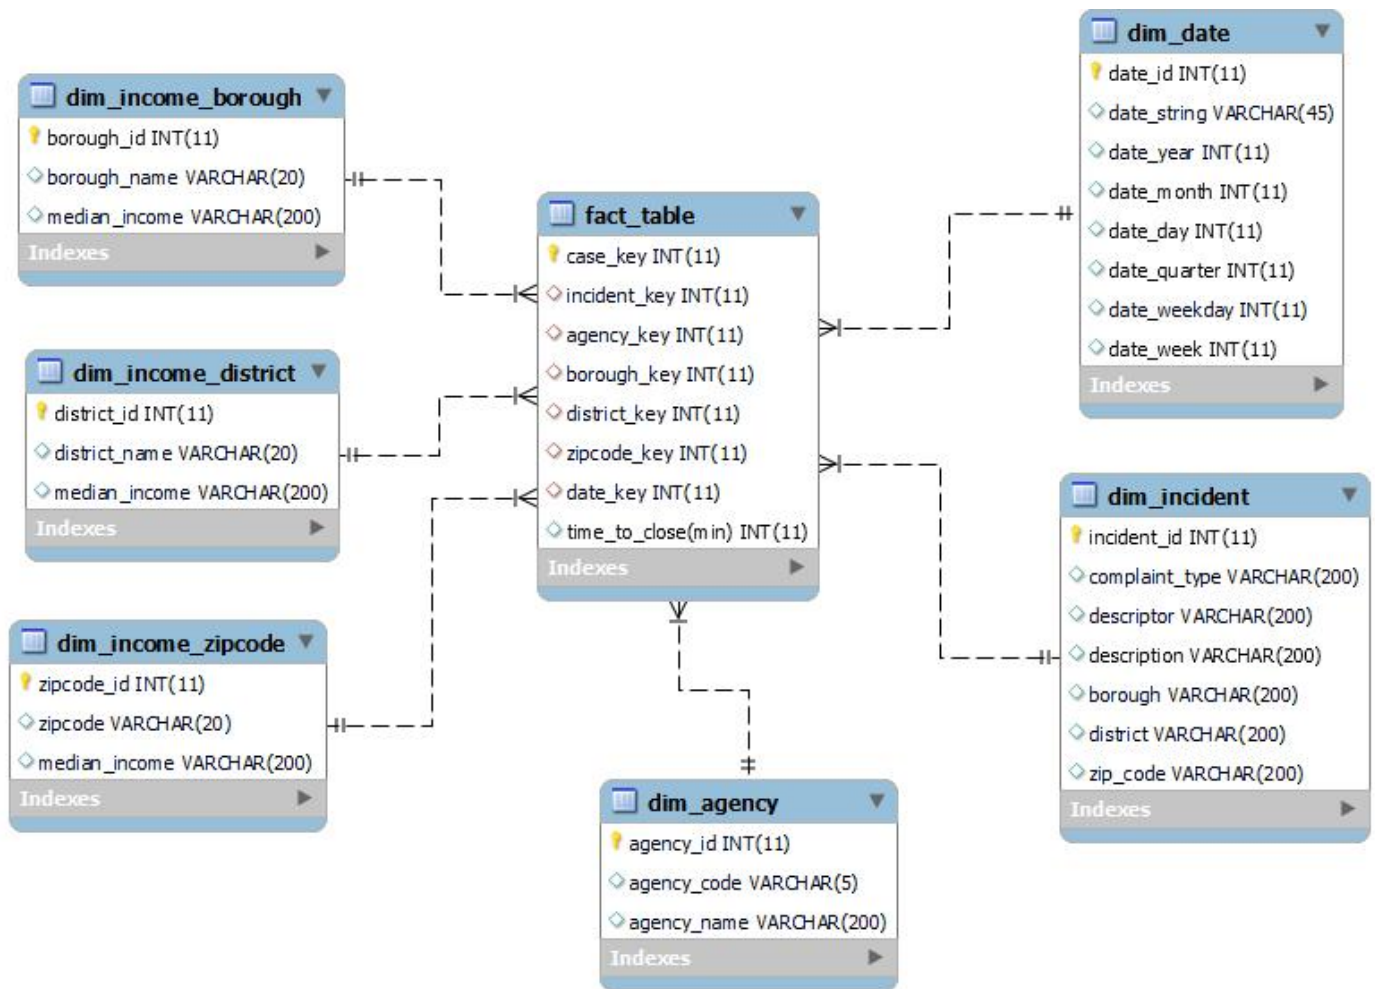 dim_income_borough
borough_id INT(11)
borough_name VARCHAR(20)
median_income VARCHAR(200)
Indexes
dim_income_district
district_id INT(11)
district_name VARCHAR(20)
median_income VARCHAR(200)
Indexes
dim_income_zipcode
zipcode_id INT(11)
zipcode VARCHAR(20)
median_income VARCHAR(200)
Indexes
fact_table
case_key INT(11)
incident_key INT(11)
agency_key INT(11)
borough_key INT(11)
district_key INT(11)
zipcode_key INT(11)
date_key INT(11)
time_to_close(min) INT(11)
Indexes
dim_agency
agency_id INT(11)
agency_code VARCHAR(5)
agency_name VARCHAR(200)
Indexes
dim_date
date_id INT(11)
date_string VARCHAR(45)
date_year INT(11)
date_month INT(11)
date_day INT(11)
date_quarter INT(11)
date_weekday INT(11)
date_week INT(11)
Indexes
dim_incident
incident_id INT(11)
complaint_type VARCHAR(200)
descriptor VARCHAR(200)
description VARCHAR(200)
borough VARCHAR(200)
district VARCHAR(200)
zip_code VARCHAR(200)
Indexes